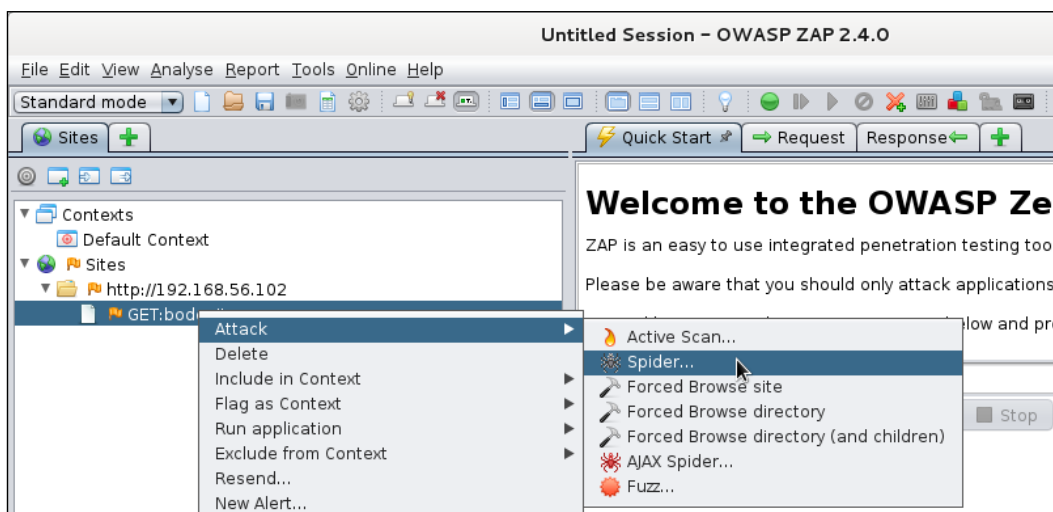 Untitled Session – OWASP ZAP 2.4.0
File Edit View Analyse Report Tools Online Help
Standard mode
Sites
Quick Start
Request
Response
Contexts
Default Context
Sites
http://192.168.56.102
GET:bod
Welcome to the OWASP Ze
ZAP is an easy to use integrated penetration testing too
Please be aware that you should only attack applications
elow and pr
Attack
Delete
Include in Context
Flag as Context
Run application
Exclude from Context
Resend...
New Alert...
Active Scan...
Spider...
Forced Browse site
Forced Browse directory
Forced Browse directory (and children)
AJAX Spider...
Fuzz...
Stop